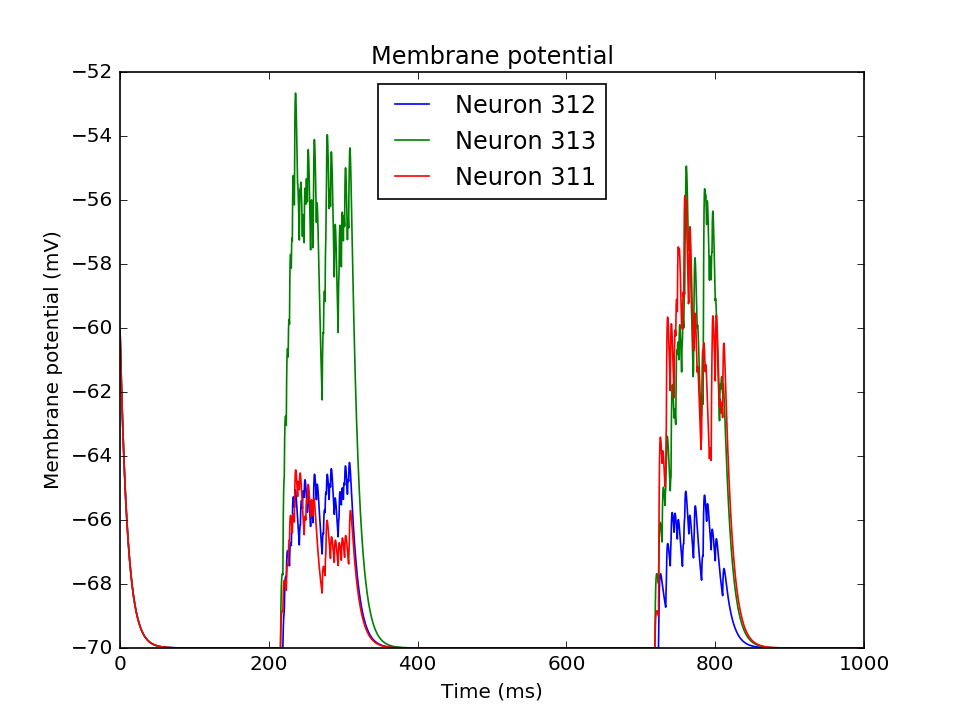 Membrane potential
Neuron 312
Neuron 313
Neuron 311
Membrane potential (mV)
−52
−54
−56
−58
−60
−62
−64
−66
−68
−70
0 200 400 600 800 1000
Time (ms)